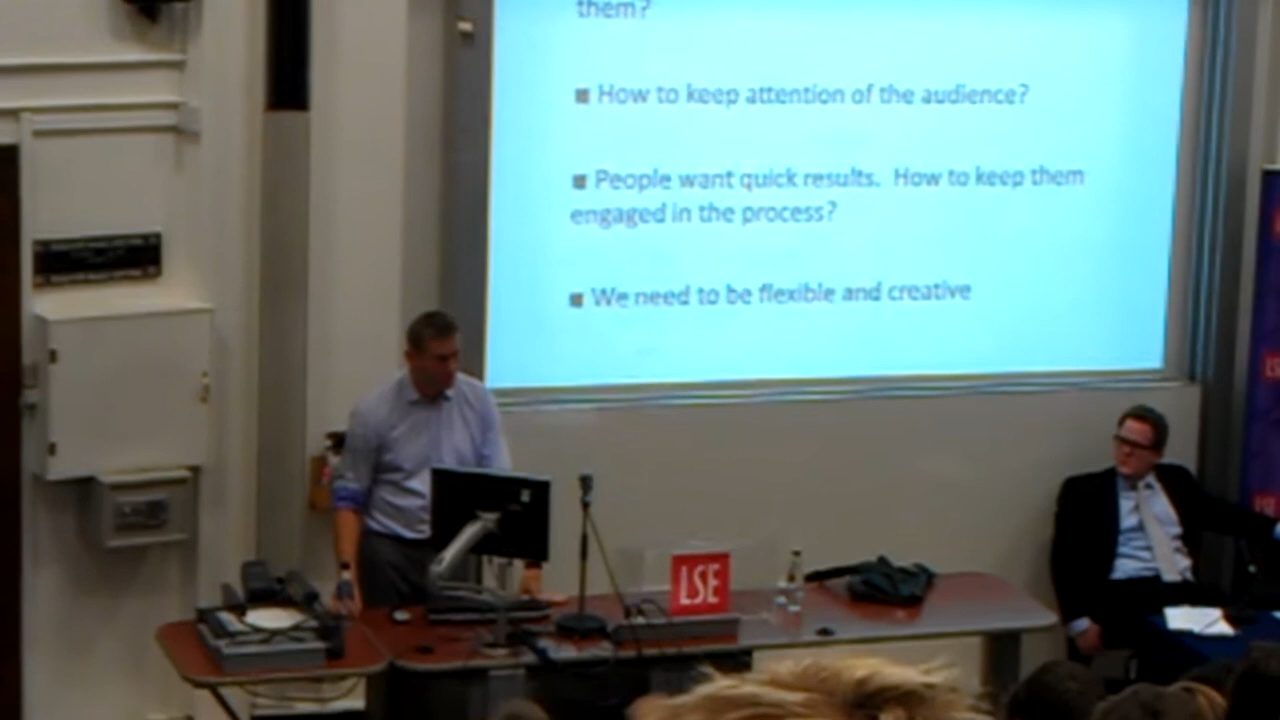 them?
■ How to keep attention of the audience?
■ People want quick results. How to keep them
engaged in the process?
■ We need to be flexible and creative
LSE
LSE